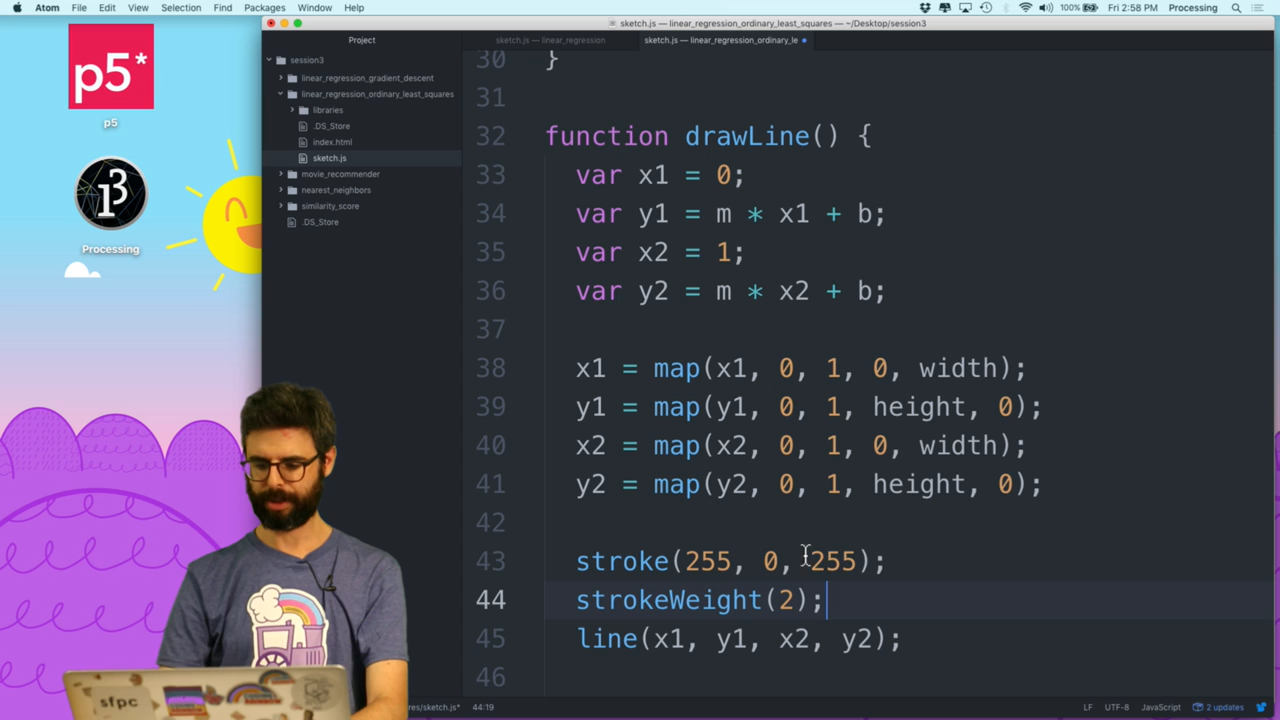 Atom File Edit View Selection Find Packages Window Help
100% Fri 2:58 PM Processing
sketch.js — linear_regression_ordinary_least_squares — ~/Desktop/session3
Project
sketch.js — linear_regression
sketch.js — linear_regression_ordinary_le
session3
linear_regression_gradient_descent
linear_regression_ordinary_least_squares
libraries
.DS_Store
index.html
sketch.js
movie_recommender
nearest_neighbors
similarity_score
.DS_Store
p5*
p5
Processing
30 }
31
32 function drawLine() {
33 var x1 = 0;
34 var y1 = m * x1 + b;
35 var x2 = 1;
36 var y2 = m * x2 + b;
37
38 x1 = map(x1, 0, 1, 0, width);
39 y1 = map(y1, 0, 1, height, 0);
40 x2 = map(x2, 0, 1, 0, width);
41 y2 = map(y2, 0, 1, height, 0);
42
43 stroke(255, 0, 255);
44 strokeWeight(2);
45 line(x1, y1, x2, y2);
46
sfpc
res/sketch.js* 44:19
LF UTF-8 JavaScript 2 updates